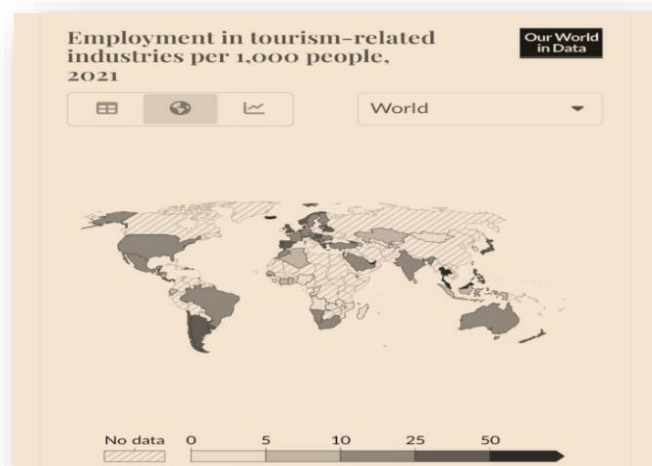 Employment in tourism-related
industries per 1,000 people,
2021
Our World
in Data
World
No data 0 5 10 25 50